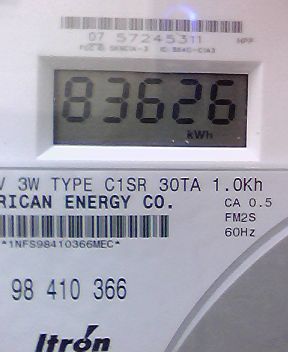 07 57245311
83626
kWh
V 3W TYPE C1SR 30TA 1.0Kh
RICAN ENERGY CO.
CA 0.5
FM2S
60Hz
*1NFS98410366MEC*
98 410 366
Itrón